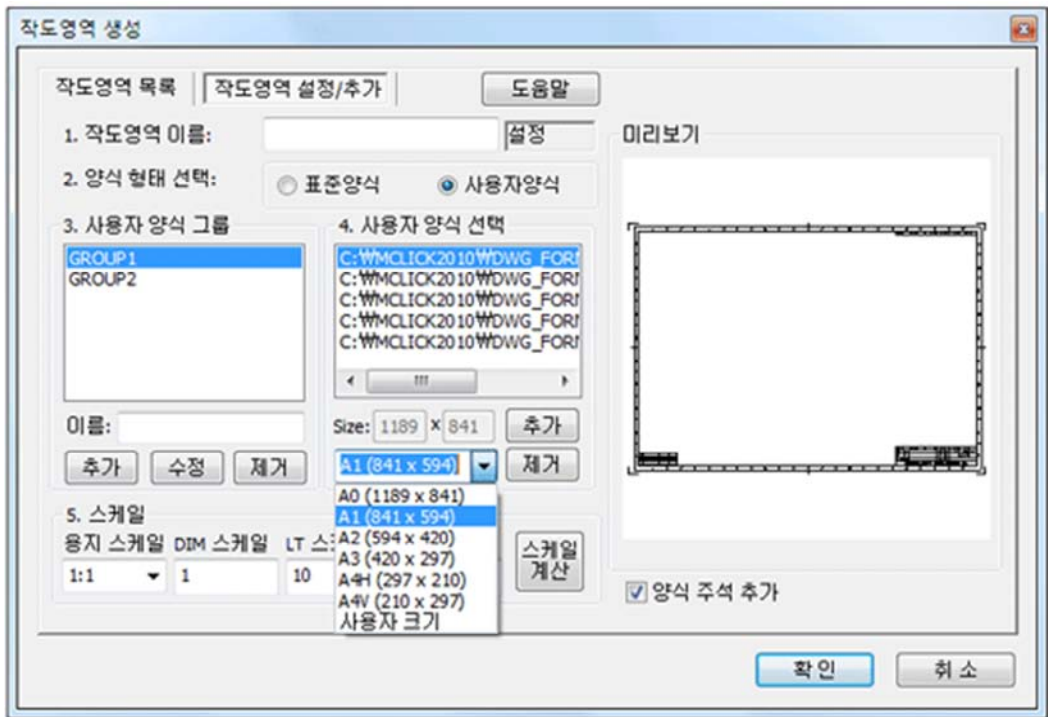 작도영역 생성
작도영역 목록 작도영역 설정/추가 도움말
1. 작도영역 이름: 설정
2. 양식 형태 선택: 표준양식 사용자양식
3. 사용자 양식 그룹
GROUP1
GROUP2
이름:
추가 수정 제거
4. 사용자 양식 선택
C:₩MCLICK2010₩DWG_FORM
C:₩MCLICK2010₩DWG_FORM
C:₩MCLICK2010₩DWG_FORM
C:₩MCLICK2010₩DWG_FORM
C:₩MCLICK2010₩DWG_FORM
Size: 1189 x 841 추가
A1 (841 x 594) 제거
A0 (1189 x 841)
A1 (841 x 594)
A2 (594 x 420)
A3 (420 x 297)
A4H (297 x 210)
A4V (210 x 297)
사용자 크기
5. 스케일
용지 스케일 DIM 스케일 LT
1:1 1 10
스케일
계산
미리보기
양식 주석 추가
확인 취소